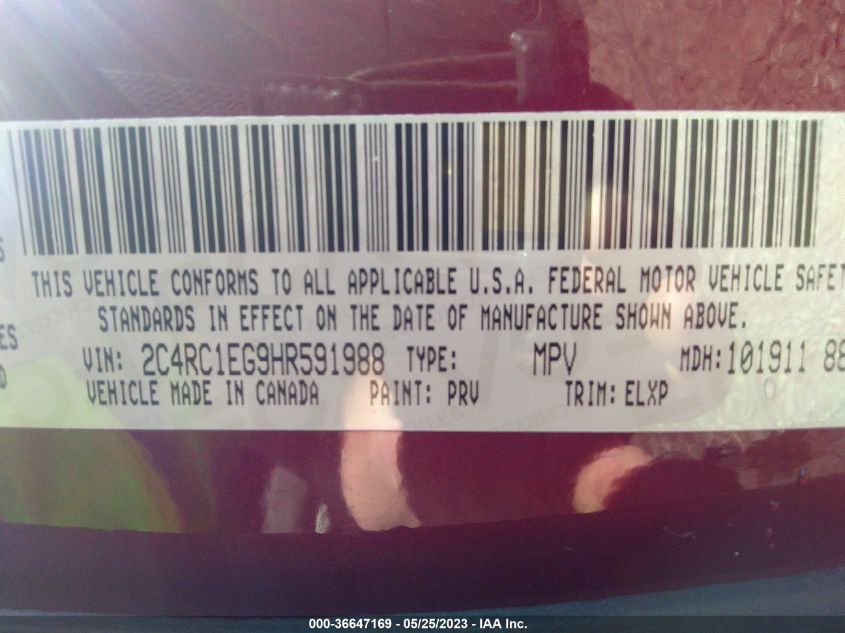 THIS VEHICLE CONFORMS TO ALL APPLICABLE U.S.A. FEDERAL MOTOR VEHICLE SAFET
STANDARDS IN EFFECT ON THE DATE OF MANUFACTURE SHOWN ABOVE.
VIN: 2C4RC1EG9HR591988 TYPE: MPV MDH:101911 88
VEHICLE MADE IN CANADA PAINT: PRV TRIM: ELXP
000-36647169 - 05/25/2023 - IAA Inc.